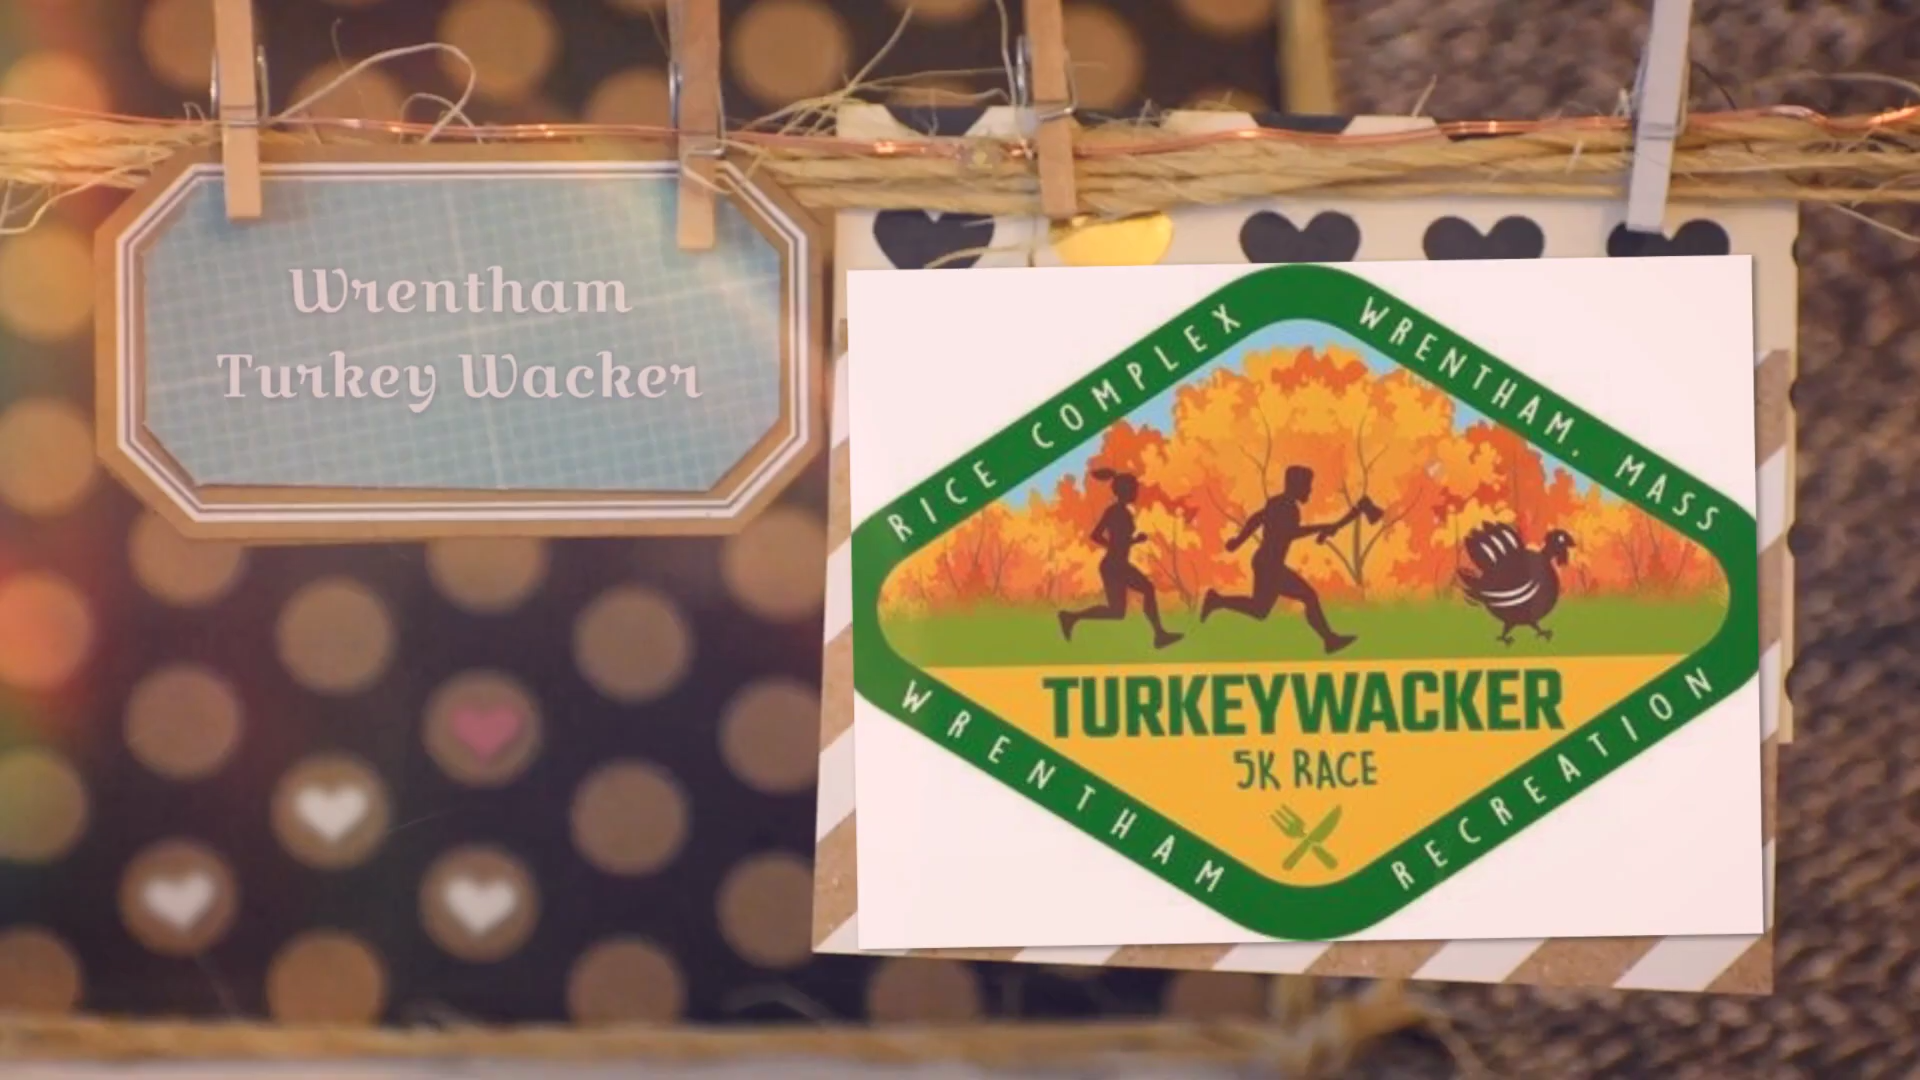 Wrentham
Turkey Wacker
RICE COMPLEX
WRENTHAM, MASS
TURKEYWACKER
5K RACE
WRENTHAM
RECREATION